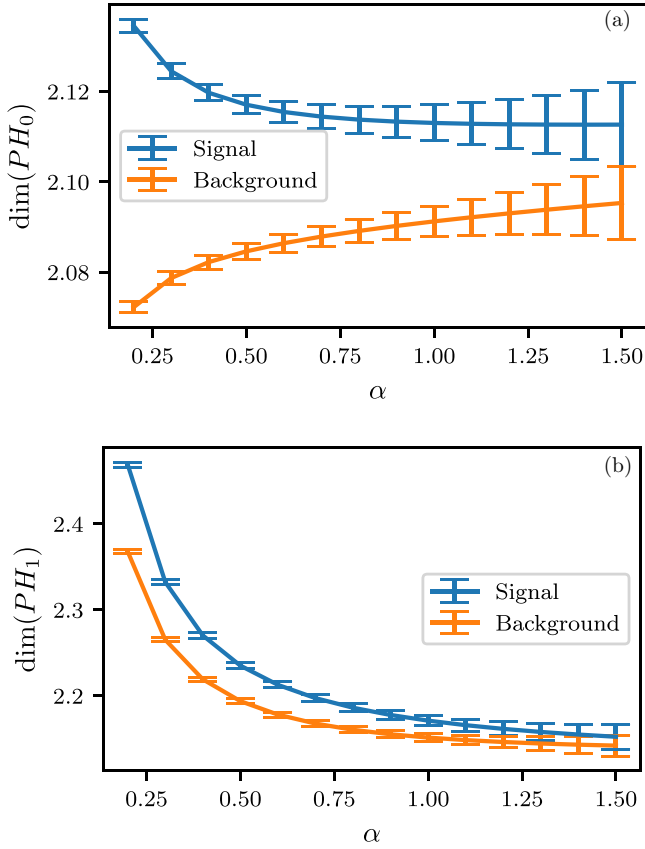 (a)
dim(PH₀)
2.12
2.10
2.08
Signal
Background
0.25 0.50 0.75 1.00 1.25 1.50
α
(b)
dim(PH₁)
2.4
2.3
2.2
Signal
Background
0.25 0.50 0.75 1.00 1.25 1.50
α